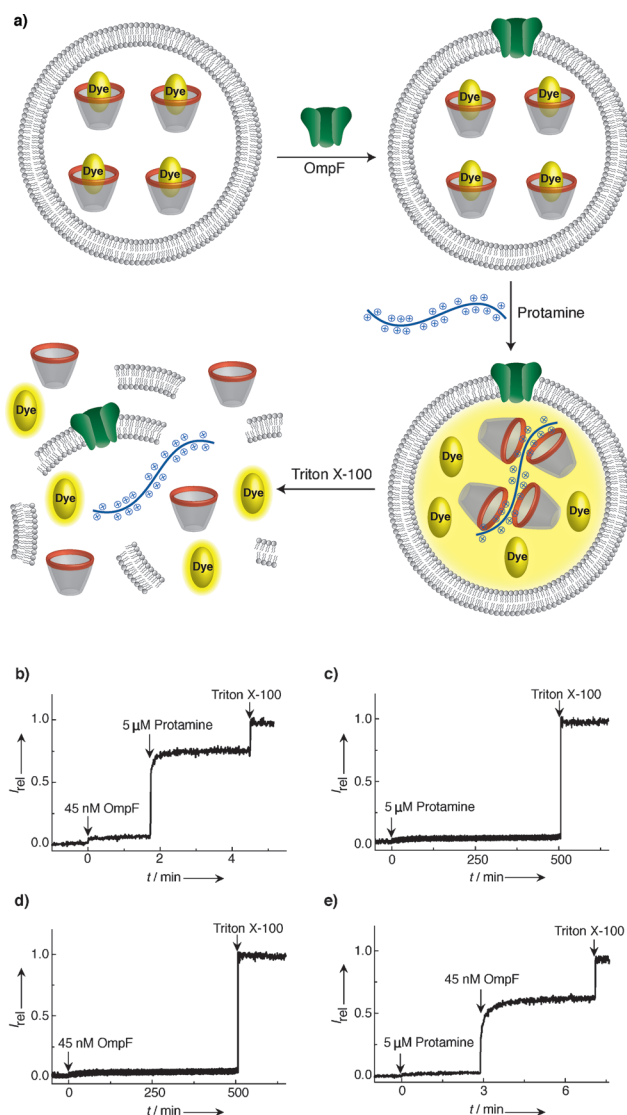 a)
Dye
Dye
Dye
Dye
OmpF
Dye
Dye
Dye
Dye
Protamine
Dye
Dye
Dye
Dye
Triton X-100
Dye
Dye
Dye
Dye
b)
Triton X-100
5 µM Protamine
45 nM OmpF
1.0
0.5
0.0
Irel
0
2
4
t / min
c)
Triton X-100
5 µM Protamine
1.0
0.5
0.0
Irel
0
250
500
t / min
d)
Triton X-100
45 nM OmpF
1.0
0.5
0.0
Irel
0
250
500
t / min
e)
Triton X-100
45 nM OmpF
5 µM Protamine
1.0
0.5
0.0
Irel
0
3
6
t / min